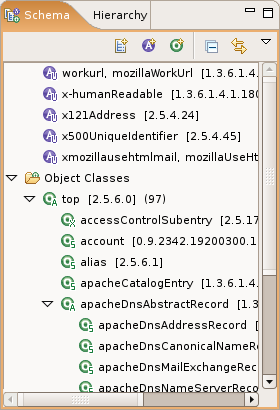 Schema Hierarchy
workurl, mozillaWorkUrl [1.3.6.1.4.
x-humanReadable [1.3.6.1.4.1.180
x121Address [2.5.4.24]
x500UniqueIdentifier [2.5.4.45]
xmozillausehtmlmail, mozillaUseHt
Object Classes
top [2.5.6.0] (97)
accessControlSubentry [2.5.17
account [0.9.2342.19200300.1
alias [2.5.6.1]
apacheCatalogEntry [1.3.6.1.4.
apacheDnsAbstractRecord [1.3
apacheDnsAddressRecord [
apacheDnsCanonicalNameR
apacheDnsMailExchangeRec
apacheDnsNameServerReco